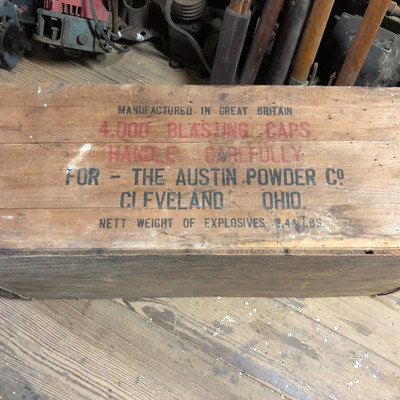 MANUFACTURED IN GREAT BRITAIN
4,000 BLASTING CAPS
HANDLE CAREFULLY
FOR - THE AUSTIN POWDER Cº
CLEVELAND OHIO.
NETT WEIGHT OF EXPLOSIVES 2,44 LBS.